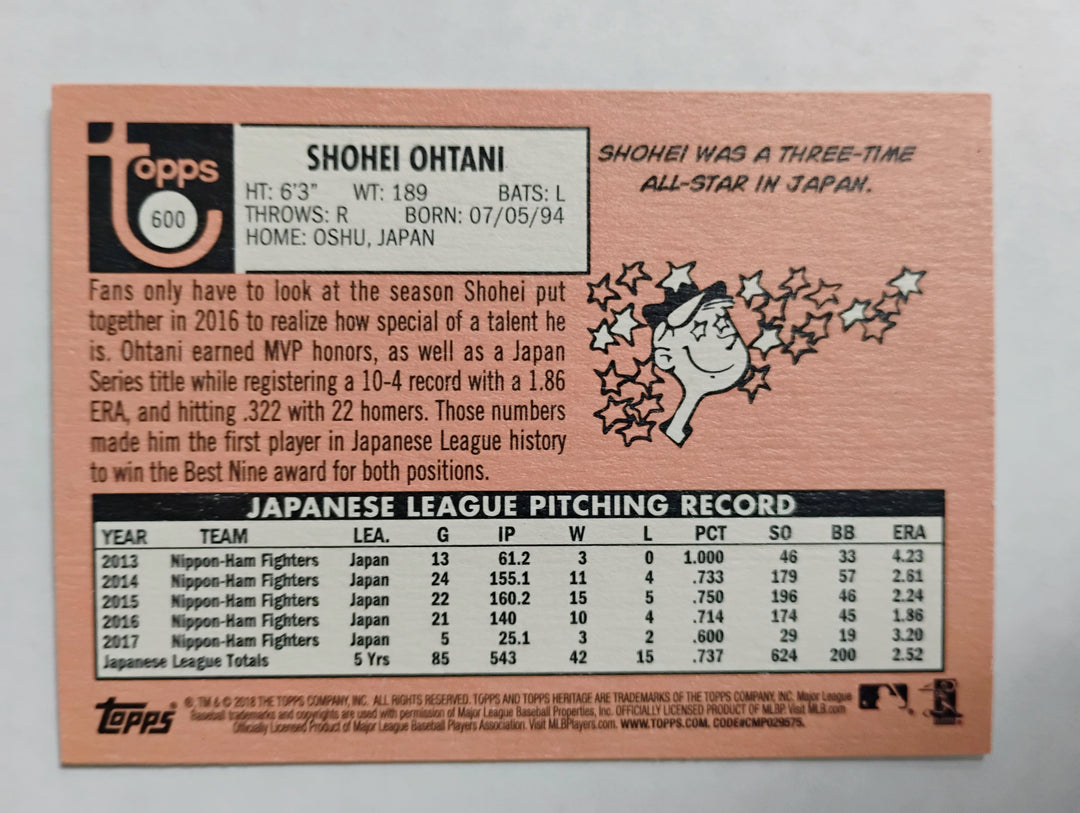 topps
600
SHOHEI OHTANI
HT: 6'3" WT: 189 BATS: L
THROWS: R BORN: 07/05/94
HOME: OSHU, JAPAN
SHOHEI WAS A THREE-TIME
ALL-STAR IN JAPAN.
Fans only have to look at the season Shohei put
together in 2016 to realize how special of a talent he
is. Ohtani earned MVP honors, as well as a Japan
Series title while registering a 10-4 record with a 1.86
ERA, and hitting .322 with 22 homers. Those numbers
made him the first player in Japanese League history
to win the Best Nine award for both positions.
JAPANESE LEAGUE PITCHING RECORD
YEAR TEAM LEA. G IP W L PCT SO BB ERA
2013 Nippon-Ham Fighters Japan 13 61.2 3 0 1.000 46 33 4.23
2014 Nippon-Ham Fighters Japan 24 155.1 11 4 .733 179 57 2.61
2015 Nippon-Ham Fighters Japan 22 160.2 15 5 .750 196 46 2.24
2016 Nippon-Ham Fighters Japan 21 140 10 4 .714 174 45 1.86
2017 Nippon-Ham Fighters Japan 5 25.1 3 2 .600 29 19 3.20
Japanese League Totals 5 Yrs 85 543 42 15 .737 624 200 2.52
topps® ®, TM & © 2018 THE TOPPS COMPANY, INC. ALL RIGHTS RESERVED. TOPPS AND TOPPS HERITAGE ARE TRADEMARKS OF THE TOPPS COMPANY, INC. Major League
Baseball trademarks and copyrights are used with permission of Major League Baseball Properties, Inc. OFFICIALLY LICENSED PRODUCT OF MLBP. Visit MLB.com
Officially Licensed Product of Major League Baseball Players Association. Visit MLBPlayers.com. WWW.TOPPS.COM. CODE#CMP029575.